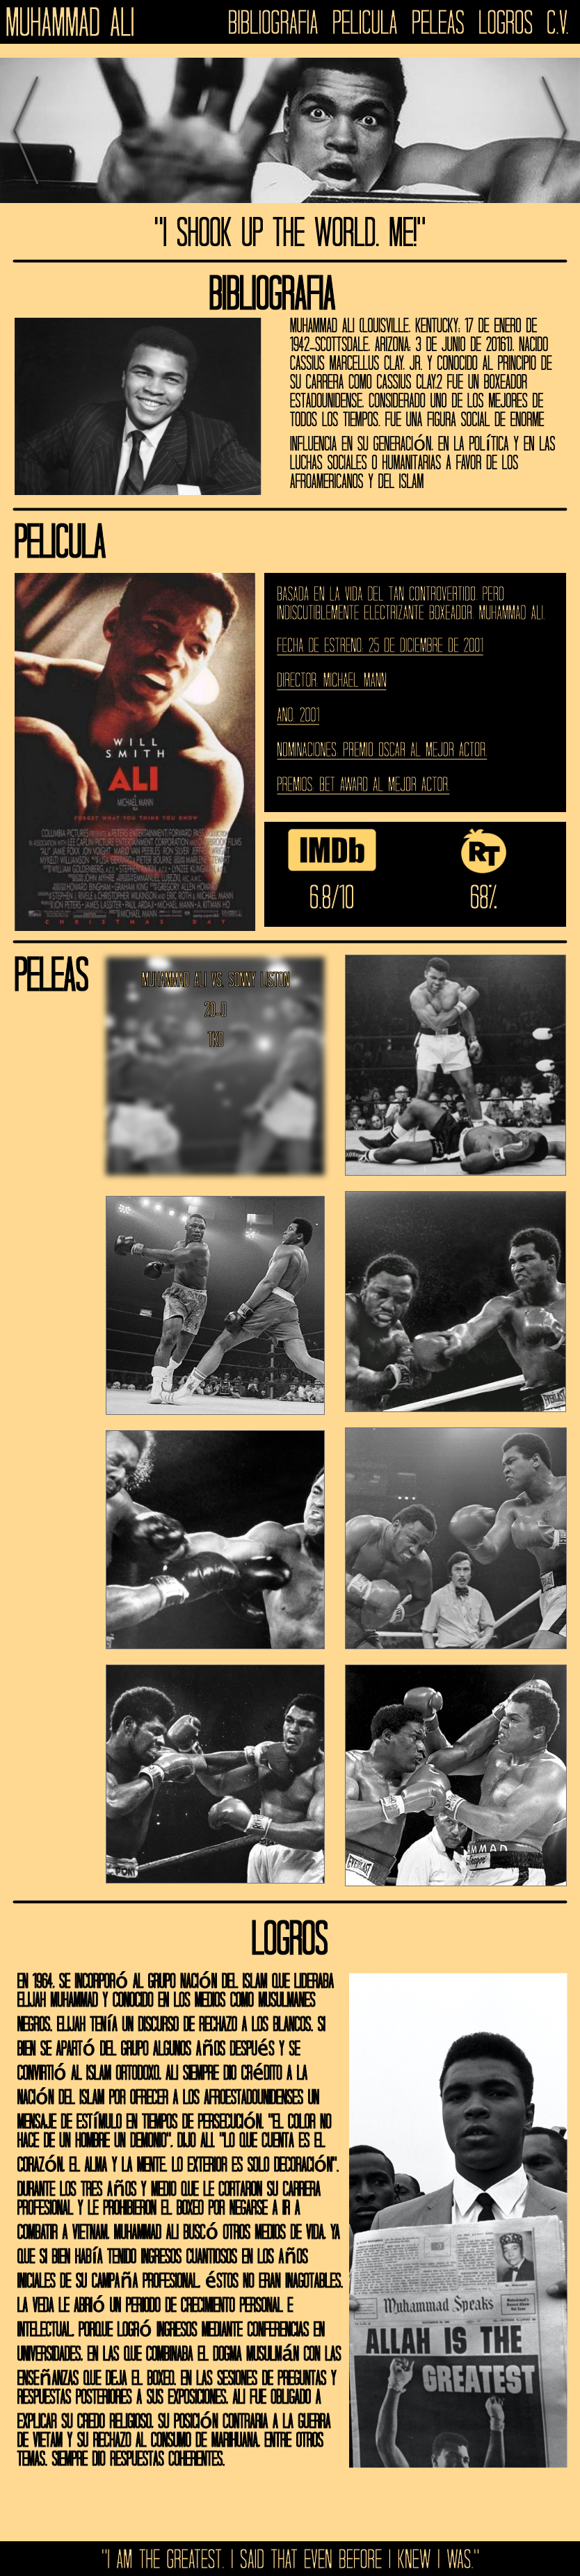 MUHAMMAD ALI
BIBLIOGRAFIA PELICULA PELEAS LOGROS C.V.
"I SHOOK UP THE WORLD. ME!"
BIBLIOGRAFIA
MUHAMMAD ALI (LOUISVILLE, KENTUCKY; 17 DE ENERO DE
1942-SCOTTSDALE, ARIZONA; 3 DE JUNIO DE 20161), NACIDO
CASSIUS MARCELLUS CLAY, JR. Y CONOCIDO AL PRINCIPIO DE
SU CARRERA COMO CASSIUS CLAY,2 FUE UN BOXEADOR
ESTADOUNIDENSE, CONSIDERADO UNO DE LOS MEJORES DE
TODOS LOS TIEMPOS. FUE UNA FIGURA SOCIAL DE ENORME
INFLUENCIA EN SU GENERACIÓN, EN LA POLÍTICA Y EN LAS
LUCHAS SOCIALES O HUMANITARIAS A FAVOR DE LOS
AFROAMERICANOS Y DEL ISLAM
PELICULA
WILL
SMITH
ALI
A
MICHAEL MANN
FILM
FORGET WHAT YOU THINK YOU KNOW
CHRISTMAS DAY
BASADA EN LA VIDA DEL TAN CONTROVERTIDO, PERO
INDISCUTIBLEMENTE ELECTRIZANTE BOXEADOR, MUHAMMAD ALI.
FECHA DE ESTRENO: 25 DE DICIEMBRE DE 2001
DIRECTOR: MICHAEL MANN
ANO: 2001
NOMINACIONES: PREMIO OSCAR AL MEJOR ACTOR
PREMIOS: BET AWARD AL MEJOR ACTOR
IMDb
RT
6.8/10
68%
PELEAS
MUHAMMAD ALI VS. SONNY LISTON
20-0
TKO
LOGROS
EN 1964, SE INCORPORÓ AL GRUPO NACIÓN DEL ISLAM QUE LIDERABA
ELIJAH MUHAMMAD Y CONOCIDO EN LOS MEDIOS COMO MUSULMANES
NEGROS. ELIJAH TENÍA UN DISCURSO DE RECHAZO A LOS BLANCOS. SI
BIEN SE APARTÓ DEL GRUPO ALGUNOS AÑOS DESPUÉS Y SE
CONVIRTIÓ AL ISLAM ORTODOXO, ALI SIEMPRE DIO CRÉDITO A LA
NACIÓN DEL ISLAM POR OFRECER A LOS AFROESTADOUNIDENSES UN
MENSAJE DE ESTÍMULO EN TIEMPOS DE PERSECUCIÓN. "EL COLOR NO
HACE DE UN HOMBRE UN DEMONIO", DIJO ALI. "LO QUE CUENTA ES EL
CORAZÓN, EL ALMA Y LA MENTE. LO EXTERIOR ES SOLO DECORACIÓN".
DURANTE LOS TRES AÑOS Y MEDIO QUE LE CORTARON SU CARRERA
PROFESIONAL Y LE PROHIBIERON EL BOXEO POR NEGARSE A IR A
COMBATIR A VIETNAM, MUHAMMAD ALI BUSCÓ OTROS MEDIOS DE VIDA, YA
QUE SI BIEN HABÍA TENIDO INGRESOS CUANTIOSOS EN LOS AÑOS
INICIALES DE SU CAMPAÑA PROFESIONAL, ÉSTOS NO ERAN INAGOTABLES.
LA VEDA LE ABRIÓ UN PERIODO DE CRECIMIENTO PERSONAL E
INTELECTUAL, PORQUE LOGRÓ INGRESOS MEDIANTE CONFERENCIAS EN
UNIVERSIDADES, EN LAS QUE COMBINABA EL DOGMA MUSULMÁN CON LAS
ENSEÑANZAS QUE DEJA EL BOXEO. EN LAS SESIONES DE PREGUNTAS Y
RESPUESTAS POSTERIORES A SUS EXPOSICIONES, ALI FUE OBLIGADO A
EXPLICAR SU CREDO RELIGIOSO, SU POSICIÓN CONTRARIA A LA GUERRA
DE VIETAM Y SU RECHAZO AL CONSUMO DE MARIHUANA, ENTRE OTROS
TEMAS. SIEMPRE DIO RESPUESTAS COHERENTES.
Muhammad Speaks
ALLAH IS THE
GREATEST
"I AM THE GREATEST. I SAID THAT EVEN BEFORE I KNEW I WAS."